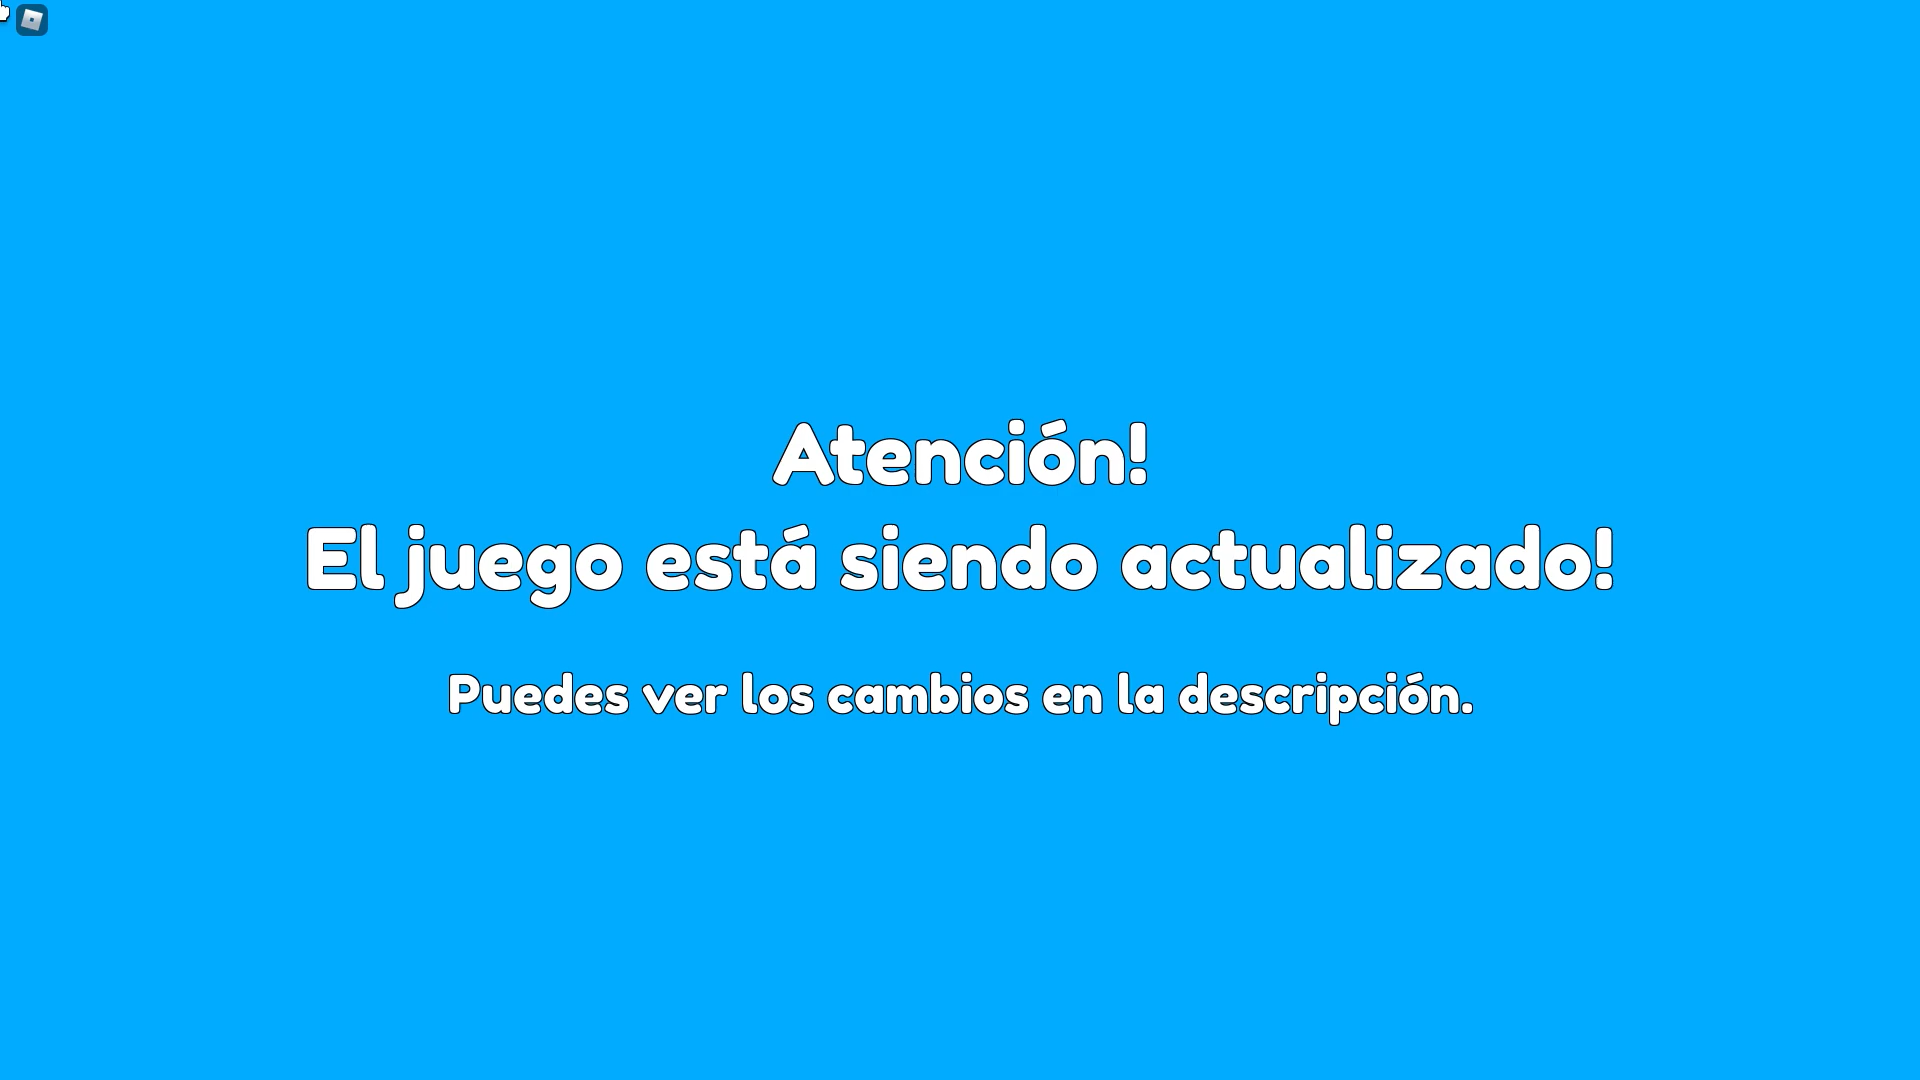 Atención!
El juego está siendo actualizado!
Puedes ver los cambios en la descripción.